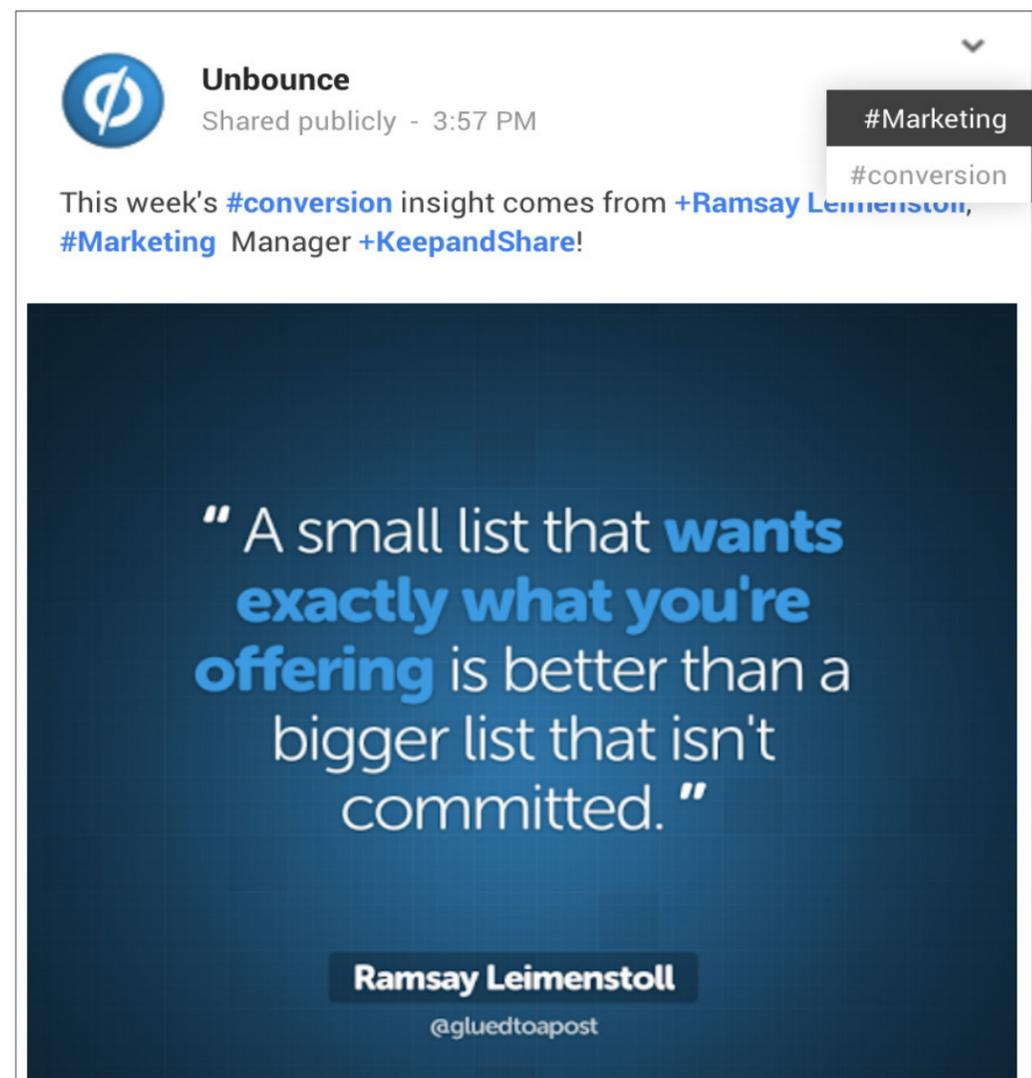 Unbounce
Shared publicly - 3:57 PM
#Marketing
#conversion
This week's #conversion insight comes from +Ramsay Leimenstoll,
#Marketing Manager +KeepandShare!
" A small list that wants
exactly what you're
offering is better than a
bigger list that isn't
committed. "
Ramsay Leimenstoll
@gluedtoapost